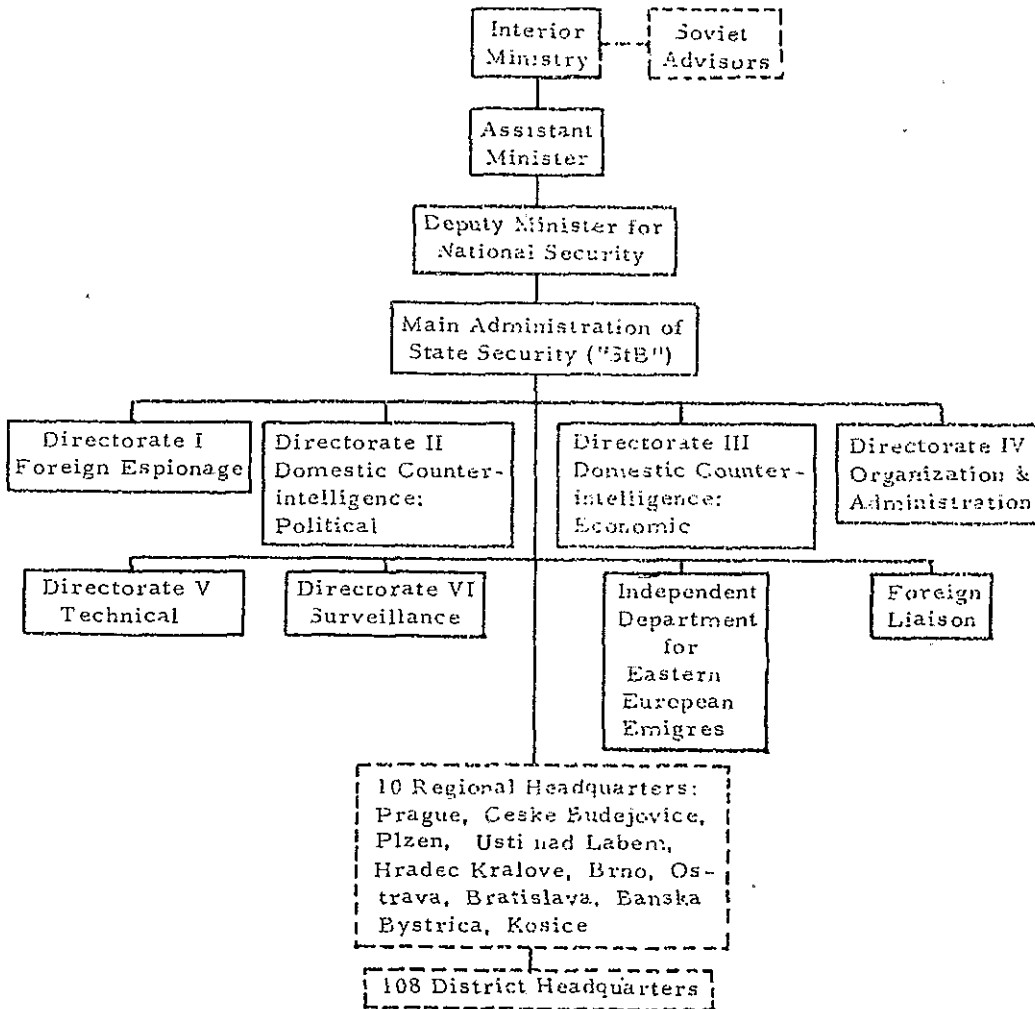 Interior
Ministry
Soviet
Advisors
Assistant
Minister
Deputy Minister for
National Security
Main Administration of
State Security ("StB")
Directorate I
Foreign Espionage
Directorate II
Domestic Counter-
intelligence:
Political
Directorate III
Domestic Counter-
intelligence:
Economic
Directorate IV
Organization &
Administration
Directorate V
Technical
Directorate VI
Surveillance
Independent
Department
for
Eastern
European
Emigres
Foreign
Liaison
10 Regional Headquarters:
Prague, Ceske Budejovice,
Plzen, Usti nad Labem,
Hradec Kralove, Brno, Os-
trava, Bratislava, Banska
Bystrica, Kosice
108 District Headquarters